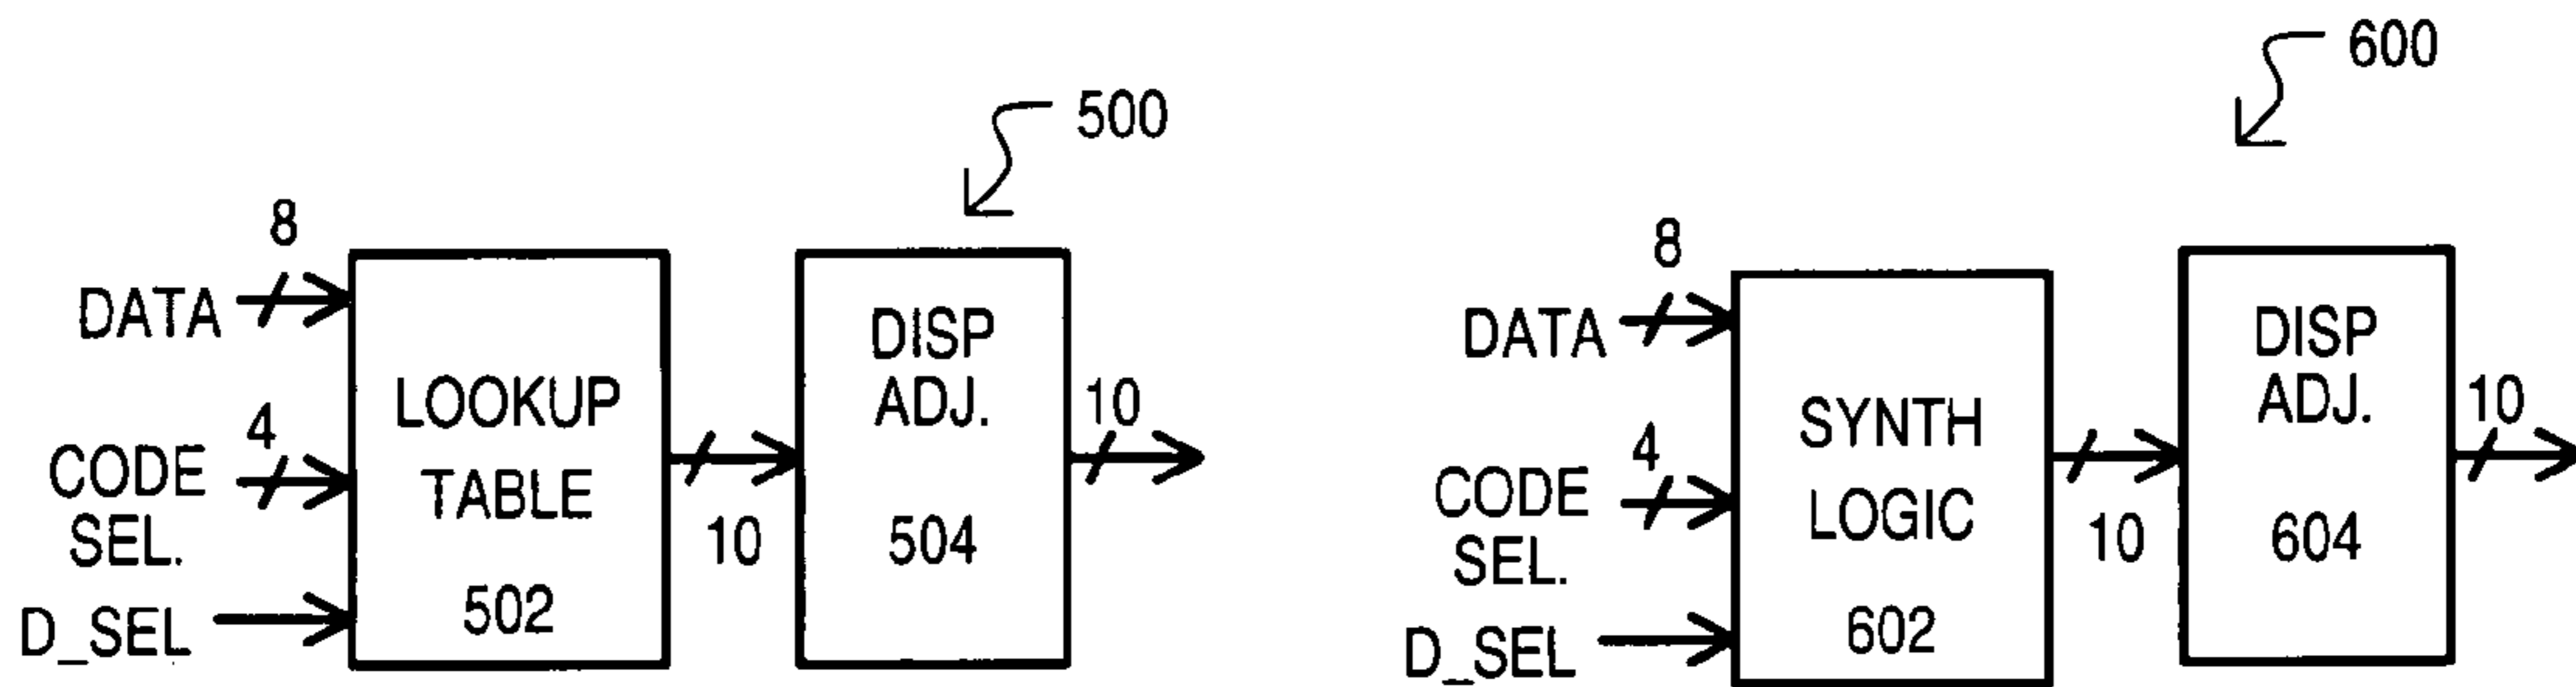 500
8
DATA
4
CODE
SEL.
D_SEL
LOOKUP
TABLE
502
10
DISP
ADJ.
504
10
600
8
DATA
4
CODE
SEL.
D_SEL
SYNTH
LOGIC
602
10
DISP
ADJ.
604
10